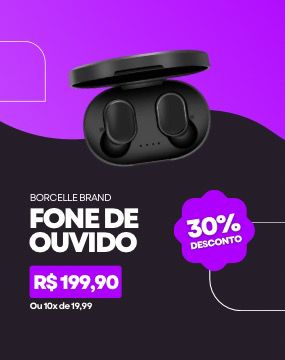 BORCELLE BRAND
FONE DE
OUVIDO
30%
DESCONTO
R$ 199,90
Ou 10x de 19,99